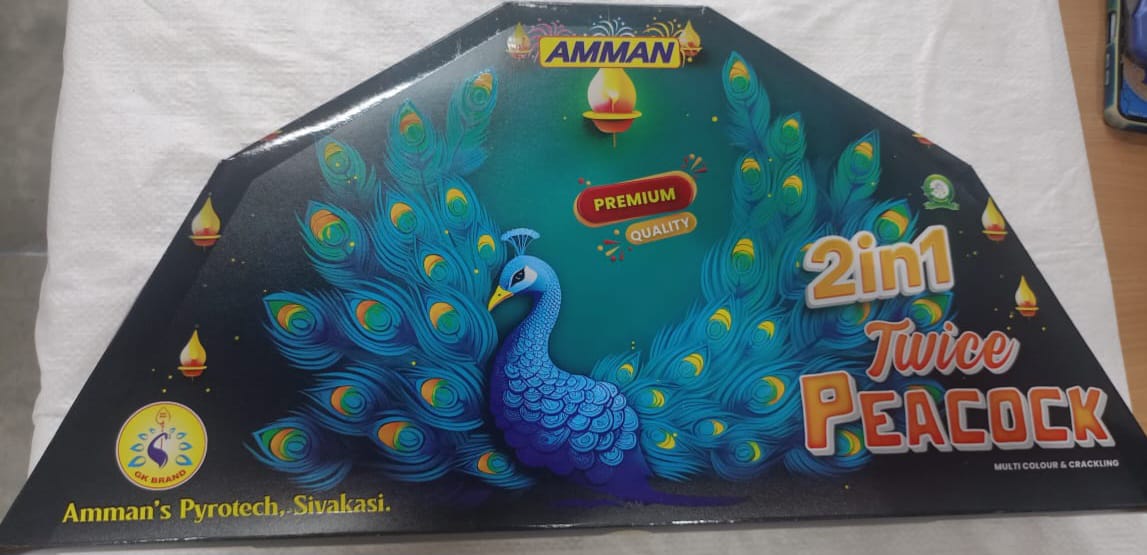 AMMAN
PREMIUM
QUALITY
2in1
Twice
PEACOCK
MULTI COLOUR & CRACKLING
GK BRAND
Amman's Pyrotech, Sivakasi.